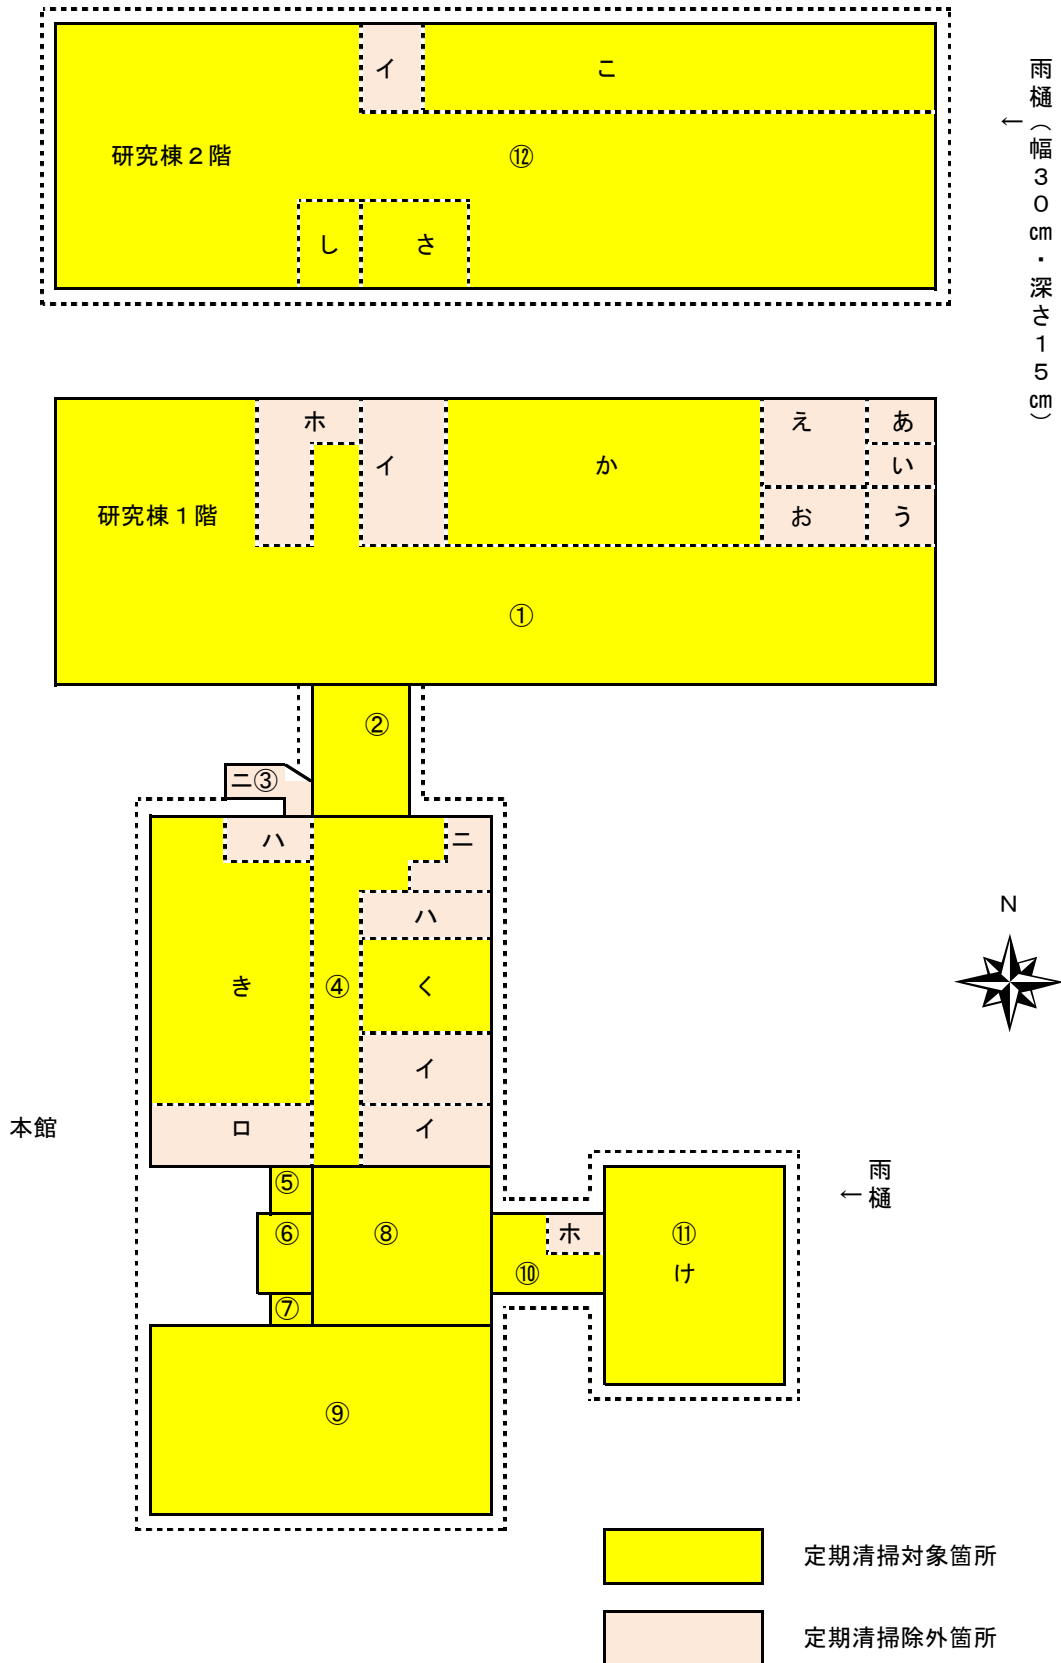 イ
こ
研究棟２階
⑫
し
さ
雨樋（幅３０㎝・深さ１５㎝）
←
ホ
イ
か
え
あ
い
お
う
研究棟１階
①
②
ニ③
ハ
ニ
ハ
き
④
く
イ
ロ
イ
N
本館
⑤
⑥
⑧
ホ
⑪
⑩
け
⑦
←雨樋
⑨
定期清掃対象箇所
定期清掃除外箇所